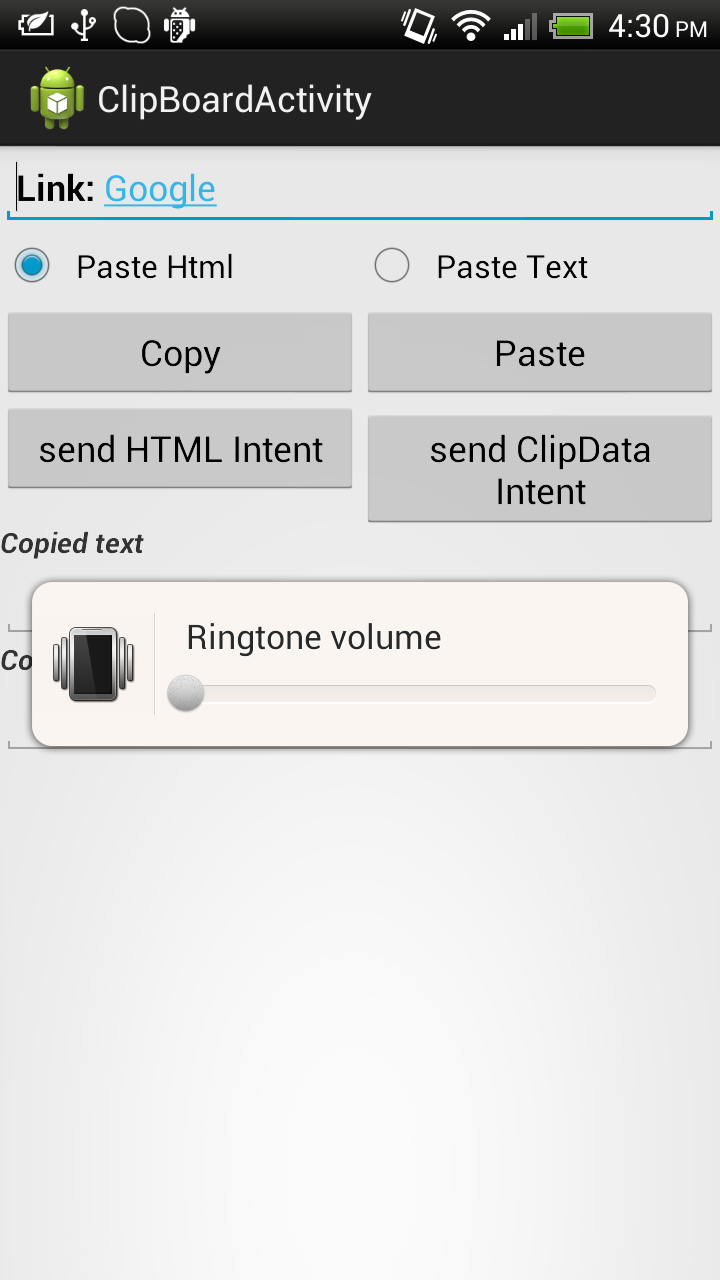 4:30 PM
ClipBoardActivity
Link: Google
Paste Html
Paste Text
Copy
Paste
send HTML Intent
send ClipData
Intent
Copied text
Ringtone volume
Co